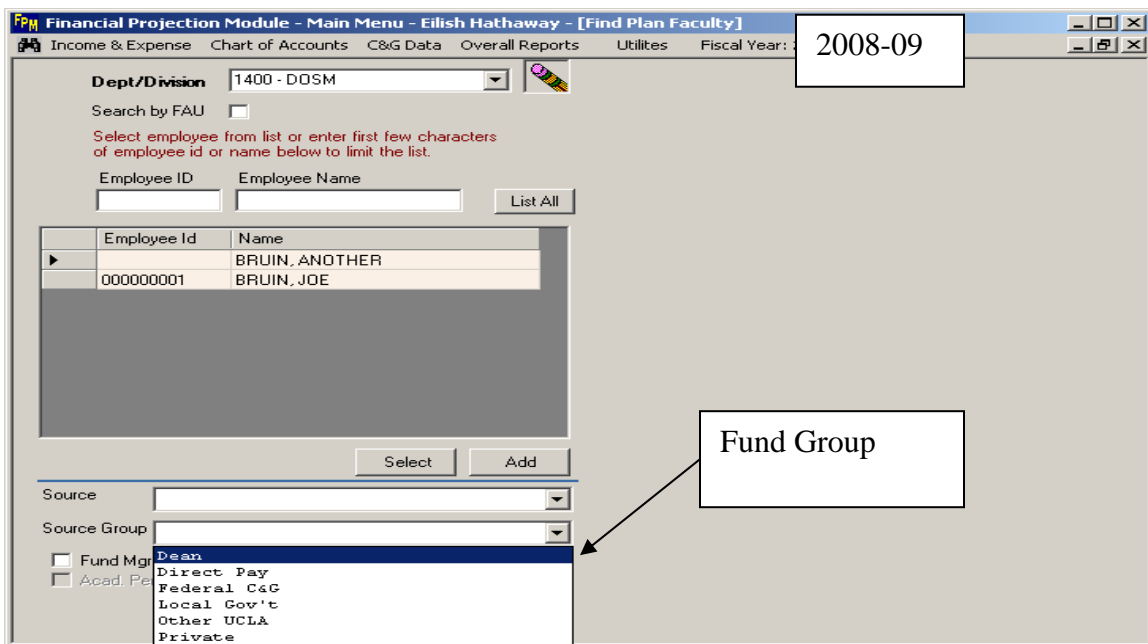 FPM Financial Projection Module - Main Menu - Eilish Hathaway - [Find Plan Faculty]
Income & Expense Chart of Accounts C&G Data Overall Reports Utilites Fiscal Year:
2008-09
Dept/Division 1400 - DOSM
Search by FAU
Select employee from list or enter first few characters
of employee id or name below to limit the list.
Employee ID Employee Name
List All
Employee Id Name
BRUIN, ANOTHER
000000001 BRUIN, JOE
Fund Group
Select Add
Source
Source Group
Fund Mgr
Acad. Pe
Dean
Direct Pay
Federal C&G
Local Gov't
Other UCLA
Private